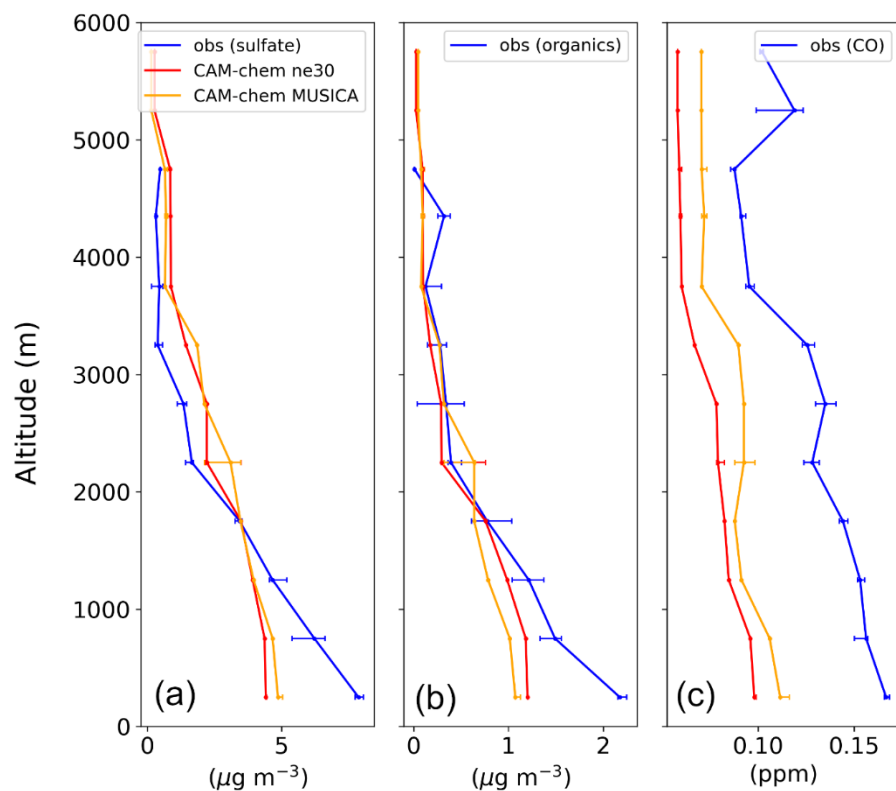 obs (sulfate)
CAM-chem ne30
CAM-chem MUSICA
obs (organics)
obs (CO)
6000
5000
4000
3000
2000
1000
0
Altitude (m)
(a)
(b)
(c)
0
5
0
1
2
0.10
0.15
(μg m⁻³)
(μg m⁻³)
(ppm)